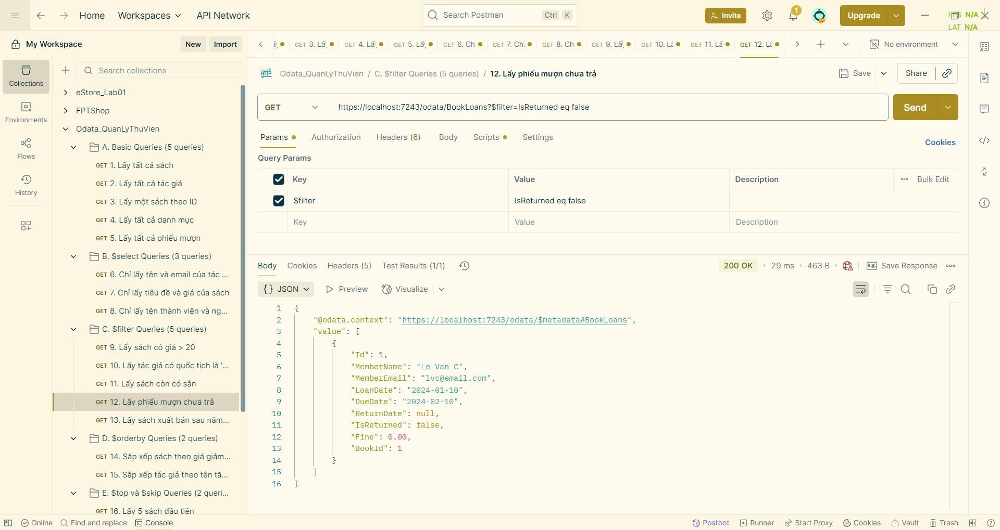 Home
Workspaces
API Network
Search Postman
Ctrl
K
Invite
1
Upgrade
N/A
LAT N/A
My Workspace
New
Import
GET 3. Lấy
GET 4. Lấy
GET 5. Lấy
GET 6. Ch
GET 7. Chỉ
GET 8. Ch
GET 9. Lấy
GET 10. Lấ
GET 11. Lấ
GET 12. Lấ
No environment
Collections
Environments
Flows
History
Search collections
eStore_Lab01
FPTShop
Odata_QuanLyThuVien
A. Basic Queries (5 queries)
GET 1. Lấy tất cả sách
GET 2. Lấy tất cả tác giả
GET 3. Lấy một sách theo ID
GET 4. Lấy tất cả danh mục
GET 5. Lấy tất cả phiếu mượn
B. $select Queries (3 queries)
GET 6. Chỉ lấy tên và email của tác ...
GET 7. Chỉ lấy tiêu đề và giá của sách
GET 8. Chỉ lấy tên thành viên và ng...
C. $filter Queries (5 queries)
GET 9. Lấy sách có giá > 20
GET 10. Lấy tác giả có quốc tịch là '...
GET 11. Lấy sách còn có sẵn
GET 12. Lấy phiếu mượn chưa trả
GET 13. Lấy sách xuất bản sau năm...
D. $orderby Queries (2 queries)
GET 14. Sắp xếp sách theo giá giảm...
GET 15. Sắp xếp tác giả theo tên tă...
E. $top và $skip Queries (2 queri...
GET 16. Lấy 5 sách đầu tiên
HTTP Odata_QuanLyThuVien / C. $filter Queries (5 queries) / 12. Lấy phiếu mượn chưa trả
Save
Share
GET
https://localhost:7243/odata/BookLoans?$filter=IsReturned eq false
Send
Params
Authorization
Headers (6)
Body
Scripts
Settings
Cookies
Query Params
Key
Value
Description
Bulk Edit
$filter
IsReturned eq false
Key
Value
Description
Body
Cookies
Headers (5)
Test Results (1/1)
200 OK
29 ms
463 B
e.g.
Save Response
{} JSON
Preview
Visualize
1 {
2 "@odata.context": "https://localhost:7243/odata/$metadata#BookLoans",
3 "value": [
4 {
5 "Id": 1,
6 "MemberName": "Le Van C",
7 "MemberEmail": "lvc@email.com",
8 "LoanDate": "2024-01-10",
9 "DueDate": "2024-02-10",
10 "ReturnDate": null,
11 "IsReturned": false,
12 "Fine": 0.00,
13 "BookId": 1
14 }
15 ]
16 }
Online
Find and replace
Console
Postbot
Runner
Start Proxy
Cookies
Vault
Trash